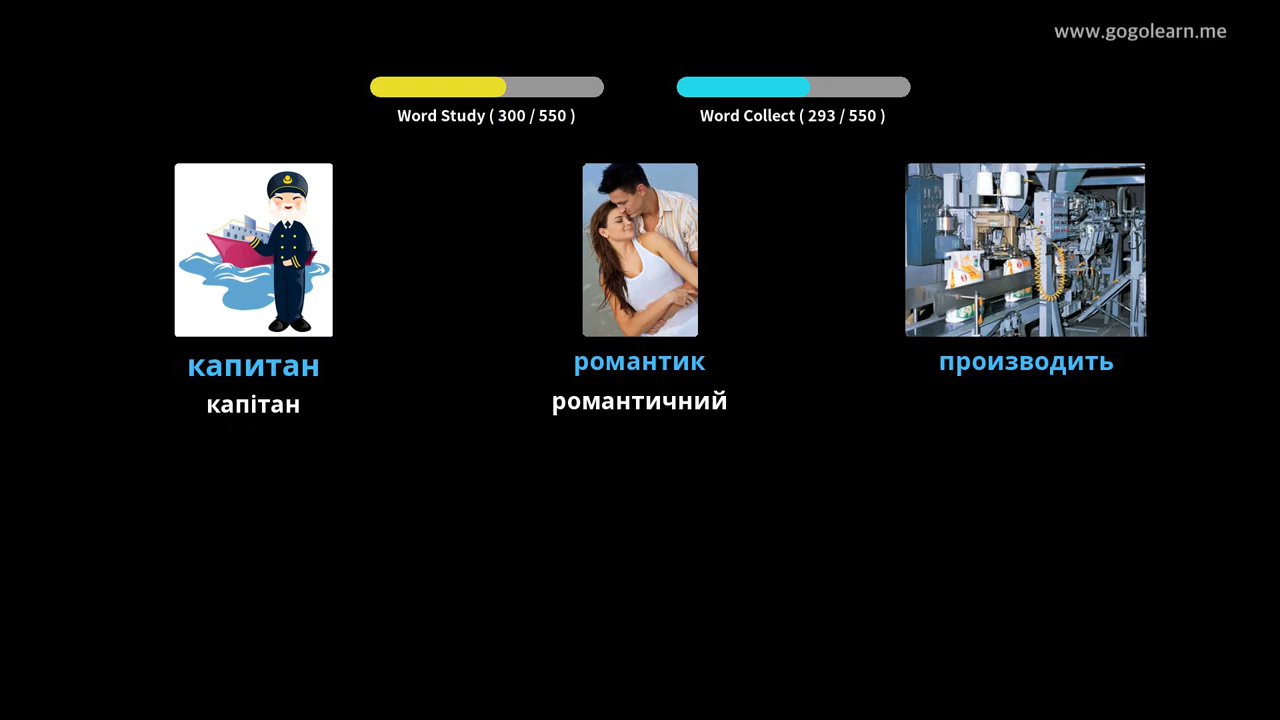 www.gogolearn.me
Word Study ( 300 / 550 )
Word Collect ( 293 / 550 )
капитан
капітан
романтик
романтичний
производить